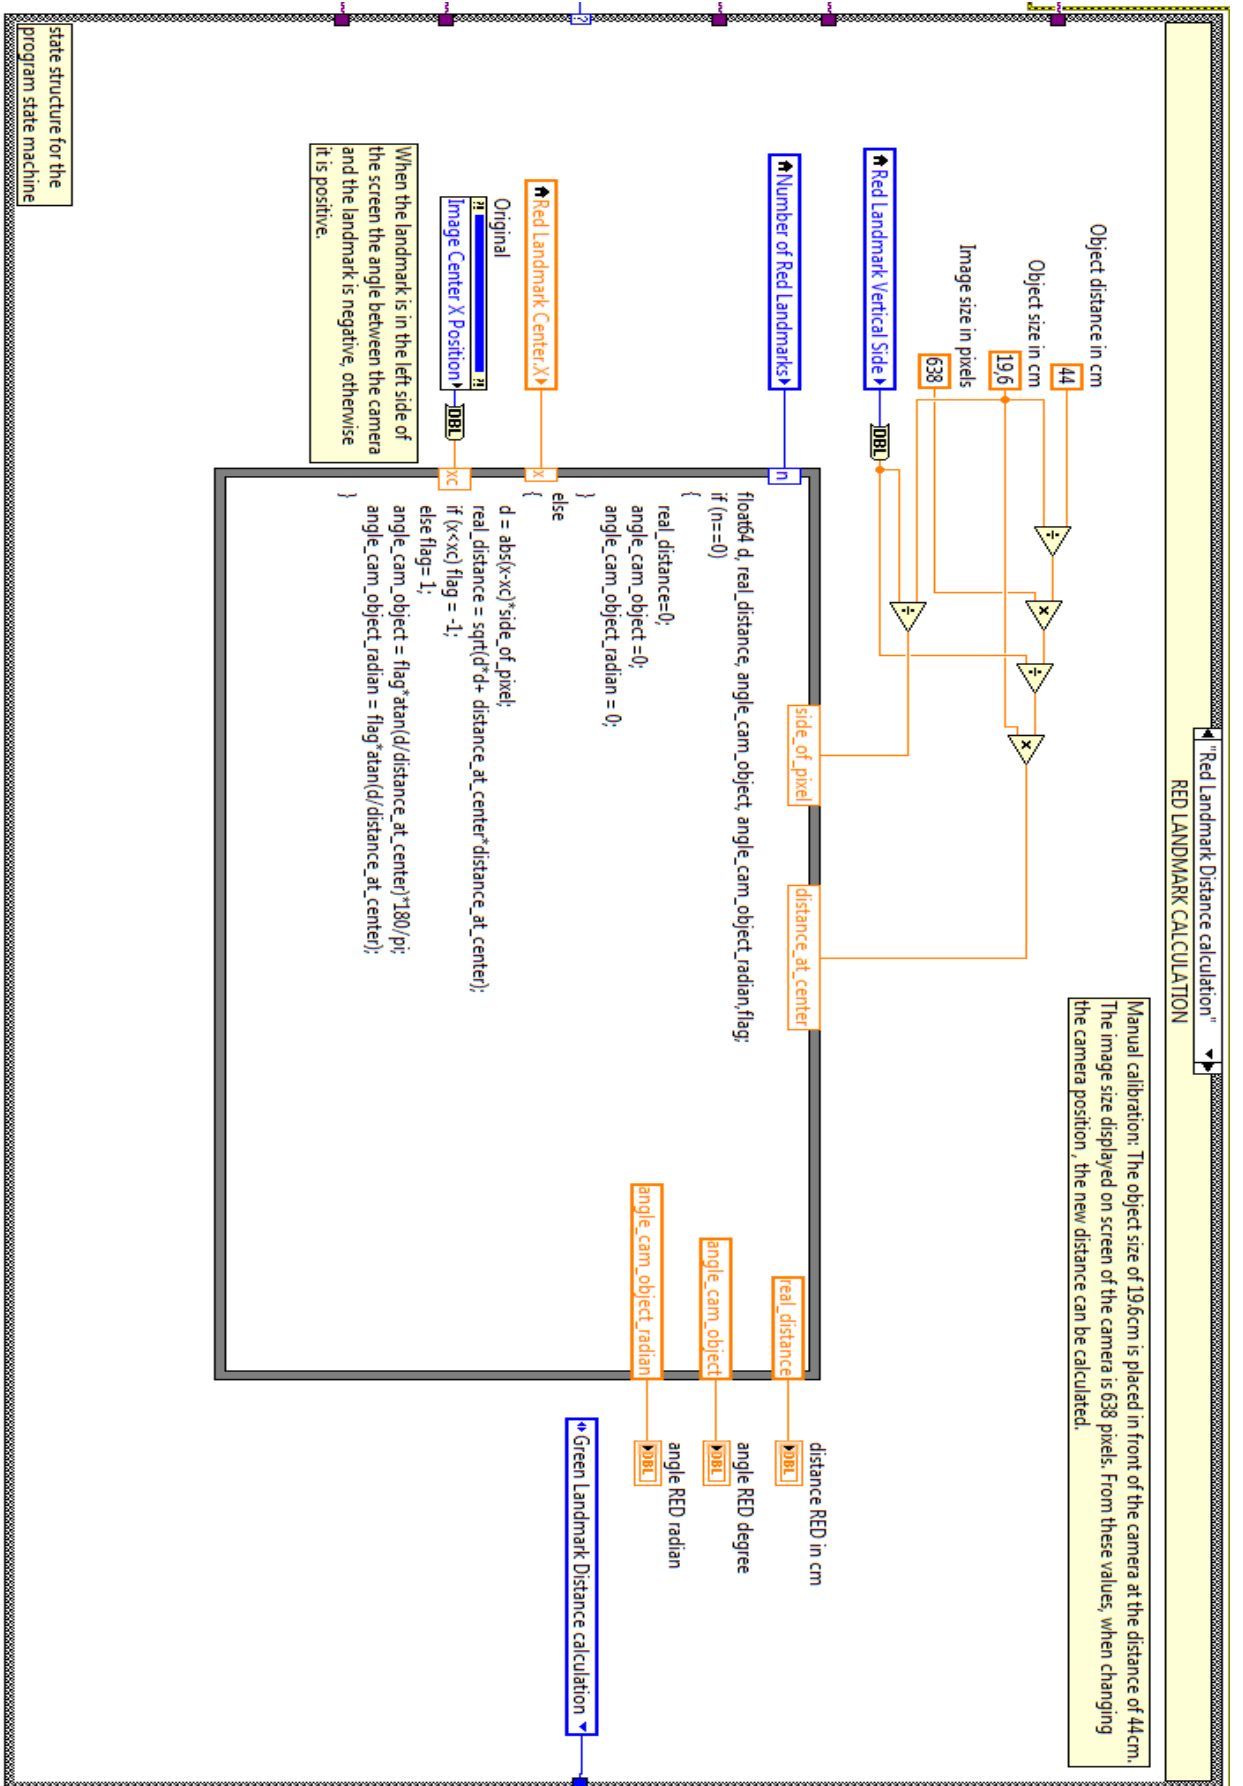 "Red Landmark Distance calculation"
RED LANDMARK CALCULATION
Manual calibration: The object size of 19.6cm is placed in front of the camera at the distance of 44cm.
The image size displayed on screen of the camera is 638 pixels. From these values, when changing
the camera position , the new distance can be calculated.
Object distance in cm
44
Object size in cm
19,6
Image size in pixels
638
÷
x
÷
x
÷
Red Landmark Vertical Side
DBL
Number of Red Landmarks
n
side_of_pixel
distance_at_center
float64 d, real_distance, angle_cam_object, angle_cam_object_radian,flag;
if (n==0)
{
real_distance=0;
angle_cam_object =0;
angle_cam_object_radian = 0;
}
else
{
d = abs(x-xc)*side_of_pixel;
real_distance = sqrt(d*d+ distance_at_center*distance_at_center);
if (x<xc) flag = -1;
else flag= 1;
angle_cam_object = flag*atan(d/distance_at_center)*180/pi;
angle_cam_object_radian = flag*atan(d/distance_at_center);
}
Red Landmark Center.X
x
Original
?!
?!
Image Center X Position
DBL
xc
When the landmark is in the left side of
the screen the angle between the camera
and the landmark is negative, otherwise
it is positive.
real_distance
distance RED in cm
DBL
angle_cam_object
angle RED degree
DBL
angle_cam_object_radian
angle RED radian
DBL
Green Landmark Distance calculation
?
state structure for the
program state machine